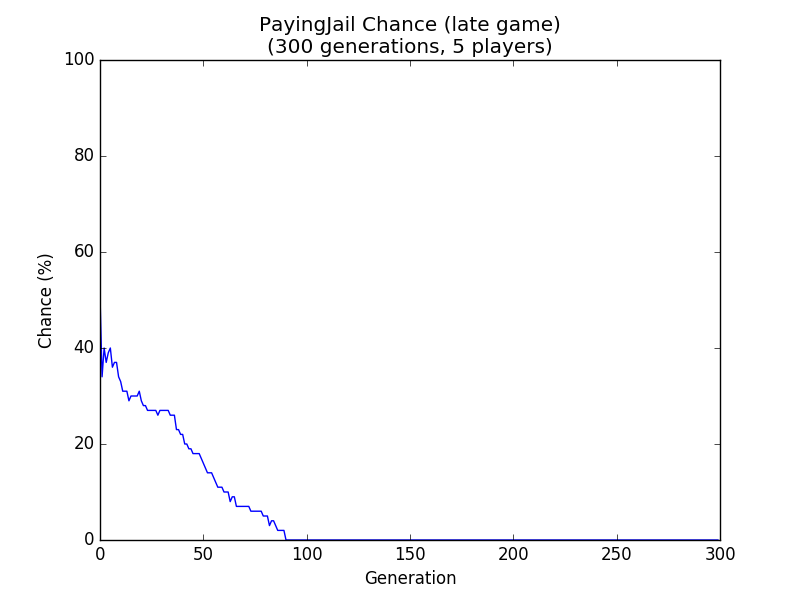 PayingJail Chance (late game)
(300 generations, 5 players)
100
80
60
40
20
0
Chance (%)
0 50 100 150 200 250 300
Generation